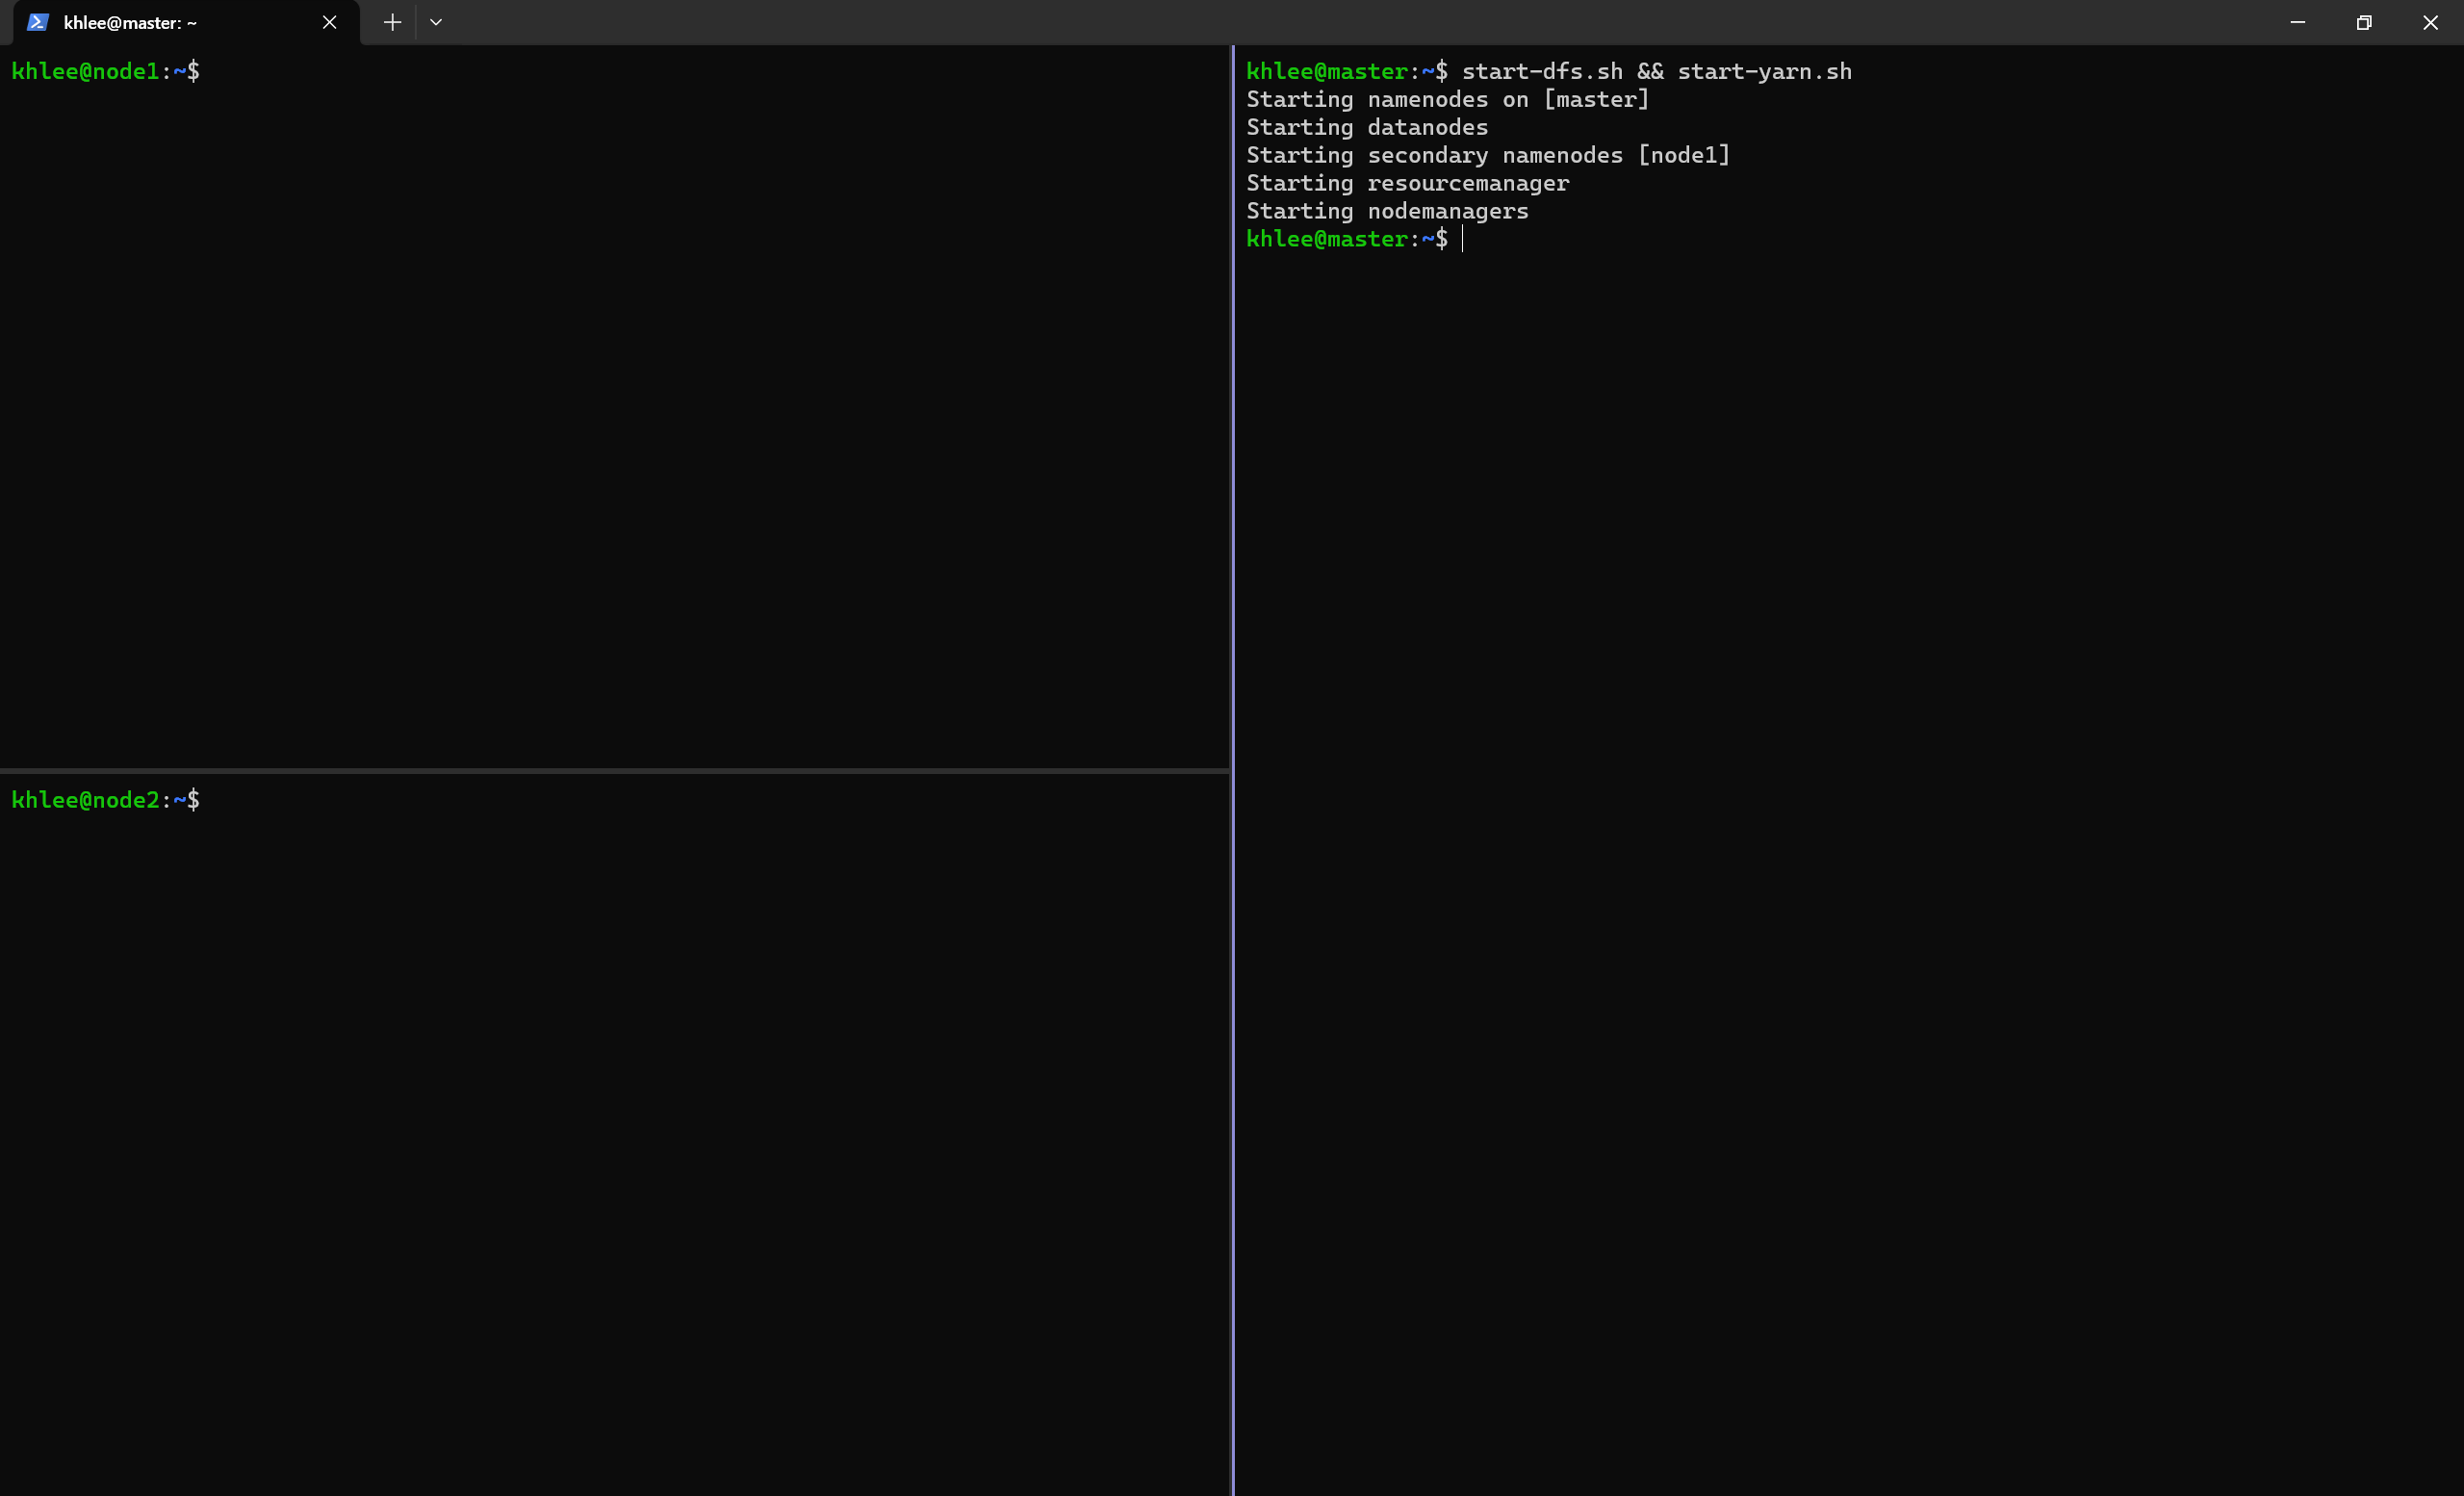 khlee@master: ~
khlee@node1:~$
khlee@node2:~$
khlee@master:~$ start-dfs.sh && start-yarn.sh
Starting namenodes on [master]
Starting datanodes
Starting secondary namenodes [node1]
Starting resourcemanager
Starting nodemanagers
khlee@master:~$